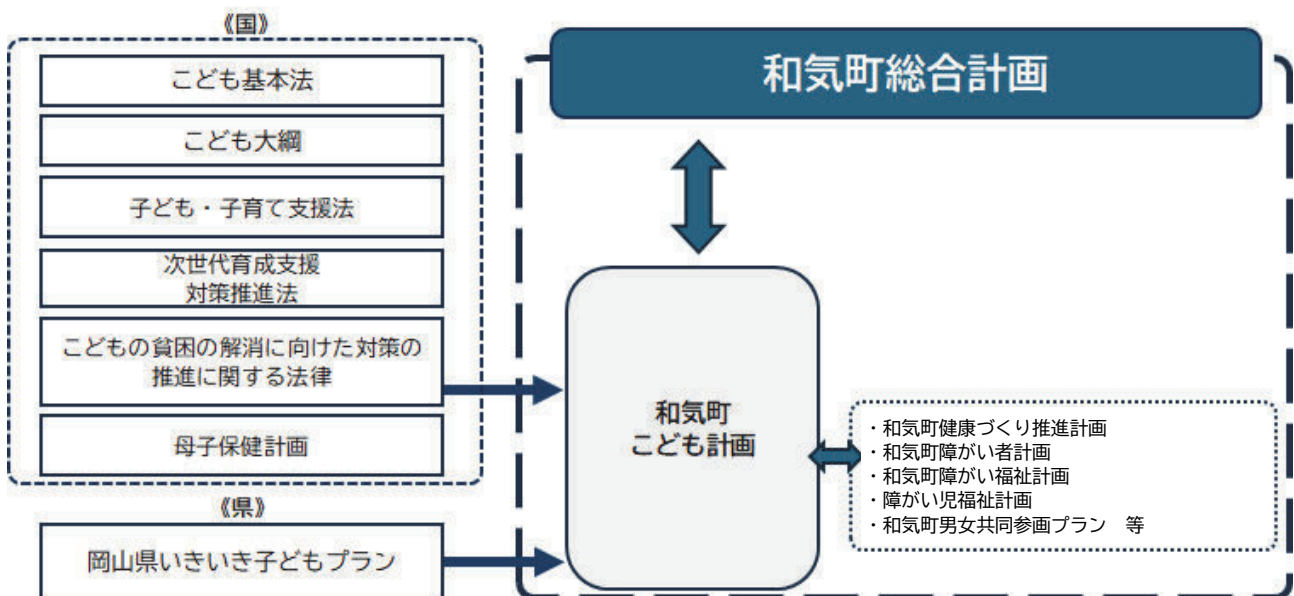 《国》
こども基本法
こども大綱
子ども・子育て支援法
次世代育成支援
対策推進法
こどもの貧困の解消に向けた対策の
推進に関する法律
母子保健計画
《県》
岡山県いきいき子どもプラン
和気町総合計画
和気町
こども計画
・和気町健康づくり推進計画
・和気町障がい者計画
・和気町障がい福祉計画
・障がい児福祉計画
・和気町男女共同参画プラン　等